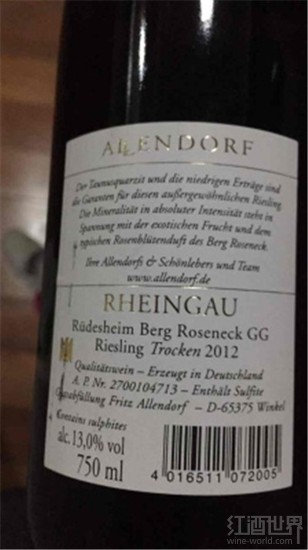 ALLENDORF
Der Taunusquarzit und die niedrigen Erträge sind
die Garanten für diesen außergewöhnlichen Riesling.
Die Mineralität in absoluter Intensität steht in
Spannung mit der exotischen Frucht und dem
typischen Rosenblütenduft des Berg Roseneck.
Ihre Allendorfs & Schönlebers und Team
www.allendorf.de
RHEINGAU
Rüdesheim Berg Roseneck GG
Riesling Trocken 2012
Qualitätswein – Erzeugt in Deutschland
A. P. Nr. 2700104713 – Enthält Sulfite
Gutsabfüllung Fritz Allendorf – D-65375 Winkel
Contains sulphites
alc.13,0% vol
750 ml
4 016511 072005
红酒世界
wine-world.com